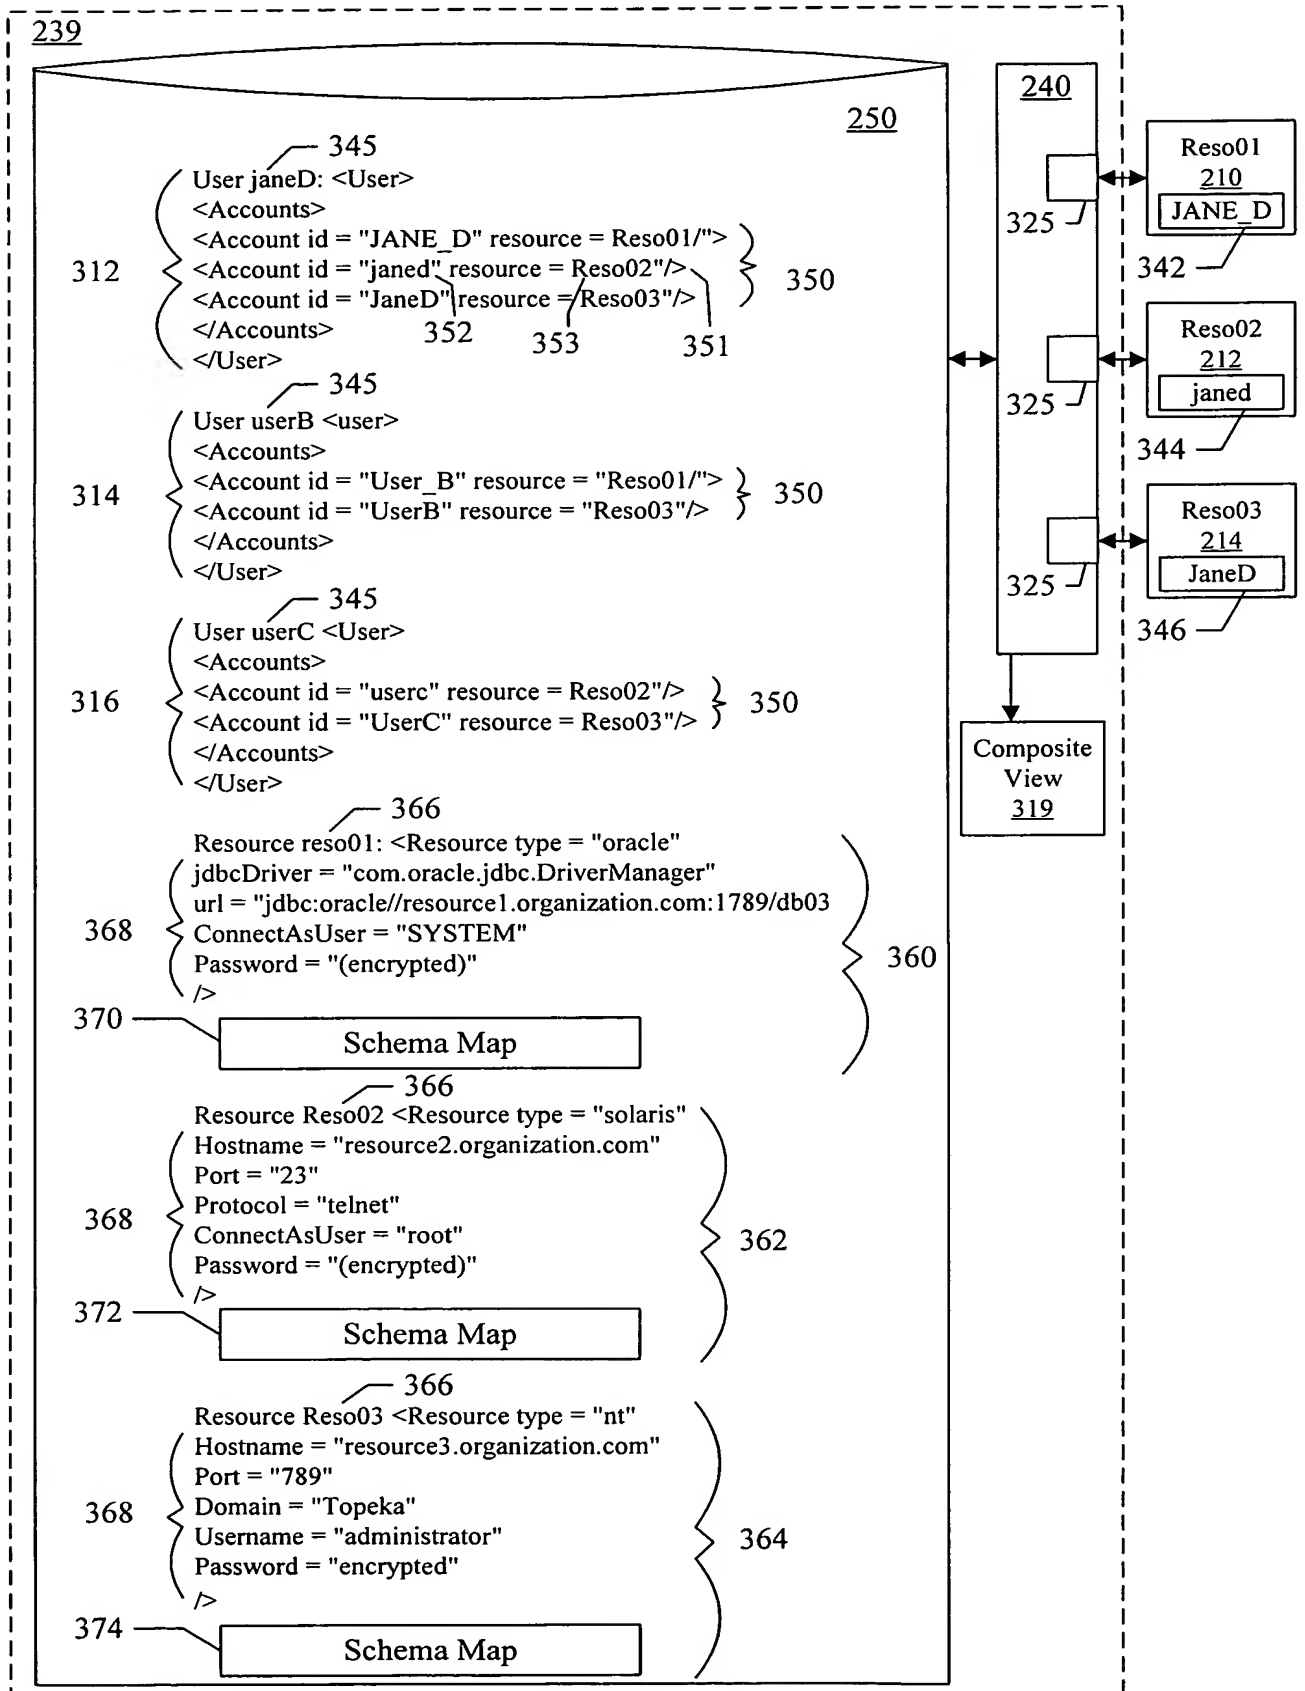 239
250
240
345
User janeD: <User>
<Accounts>
<Account id = "JANE_D" resource = Reso01/">
<Account id = "janed" resource = Reso02"/>
<Account id = "JaneD" resource = Reso03"/>
</Accounts>
</User>
312
350
352
353
351
345
User userB <user>
<Accounts>
<Account id = "User_B" resource = "Reso01/">
<Account id = "UserB" resource = "Reso03"/>
</Accounts>
</User>
314
350
345
User userC <User>
<Accounts>
<Account id = "userc" resource = Reso02"/>
<Account id = "UserC" resource = Reso03"/>
</Accounts>
</User>
316
350
366
Resource reso01: <Resource type = "oracle"
jdbcDriver = "com.oracle.jdbc.DriverManager"
url = "jdbc:oracle//resource1.organization.com:1789/db03
ConnectAsUser = "SYSTEM"
Password = "(encrypted)"
/>
368
360
370
Schema Map
366
Resource Reso02 <Resource type = "solaris"
Hostname = "resource2.organization.com"
Port = "23"
Protocol = "telnet"
ConnectAsUser = "root"
Password = "(encrypted)"
/>
368
362
372
Schema Map
366
Resource Reso03 <Resource type = "nt"
Hostname = "resource3.organization.com"
Port = "789"
Domain = "Topeka"
Username = "administrator"
Password = "encrypted"
/>
368
364
374
Schema Map
325
325
325
Reso01
210
JANE_D
342
Reso02
212
janed
344
Reso03
214
JaneD
346
Composite
View
319